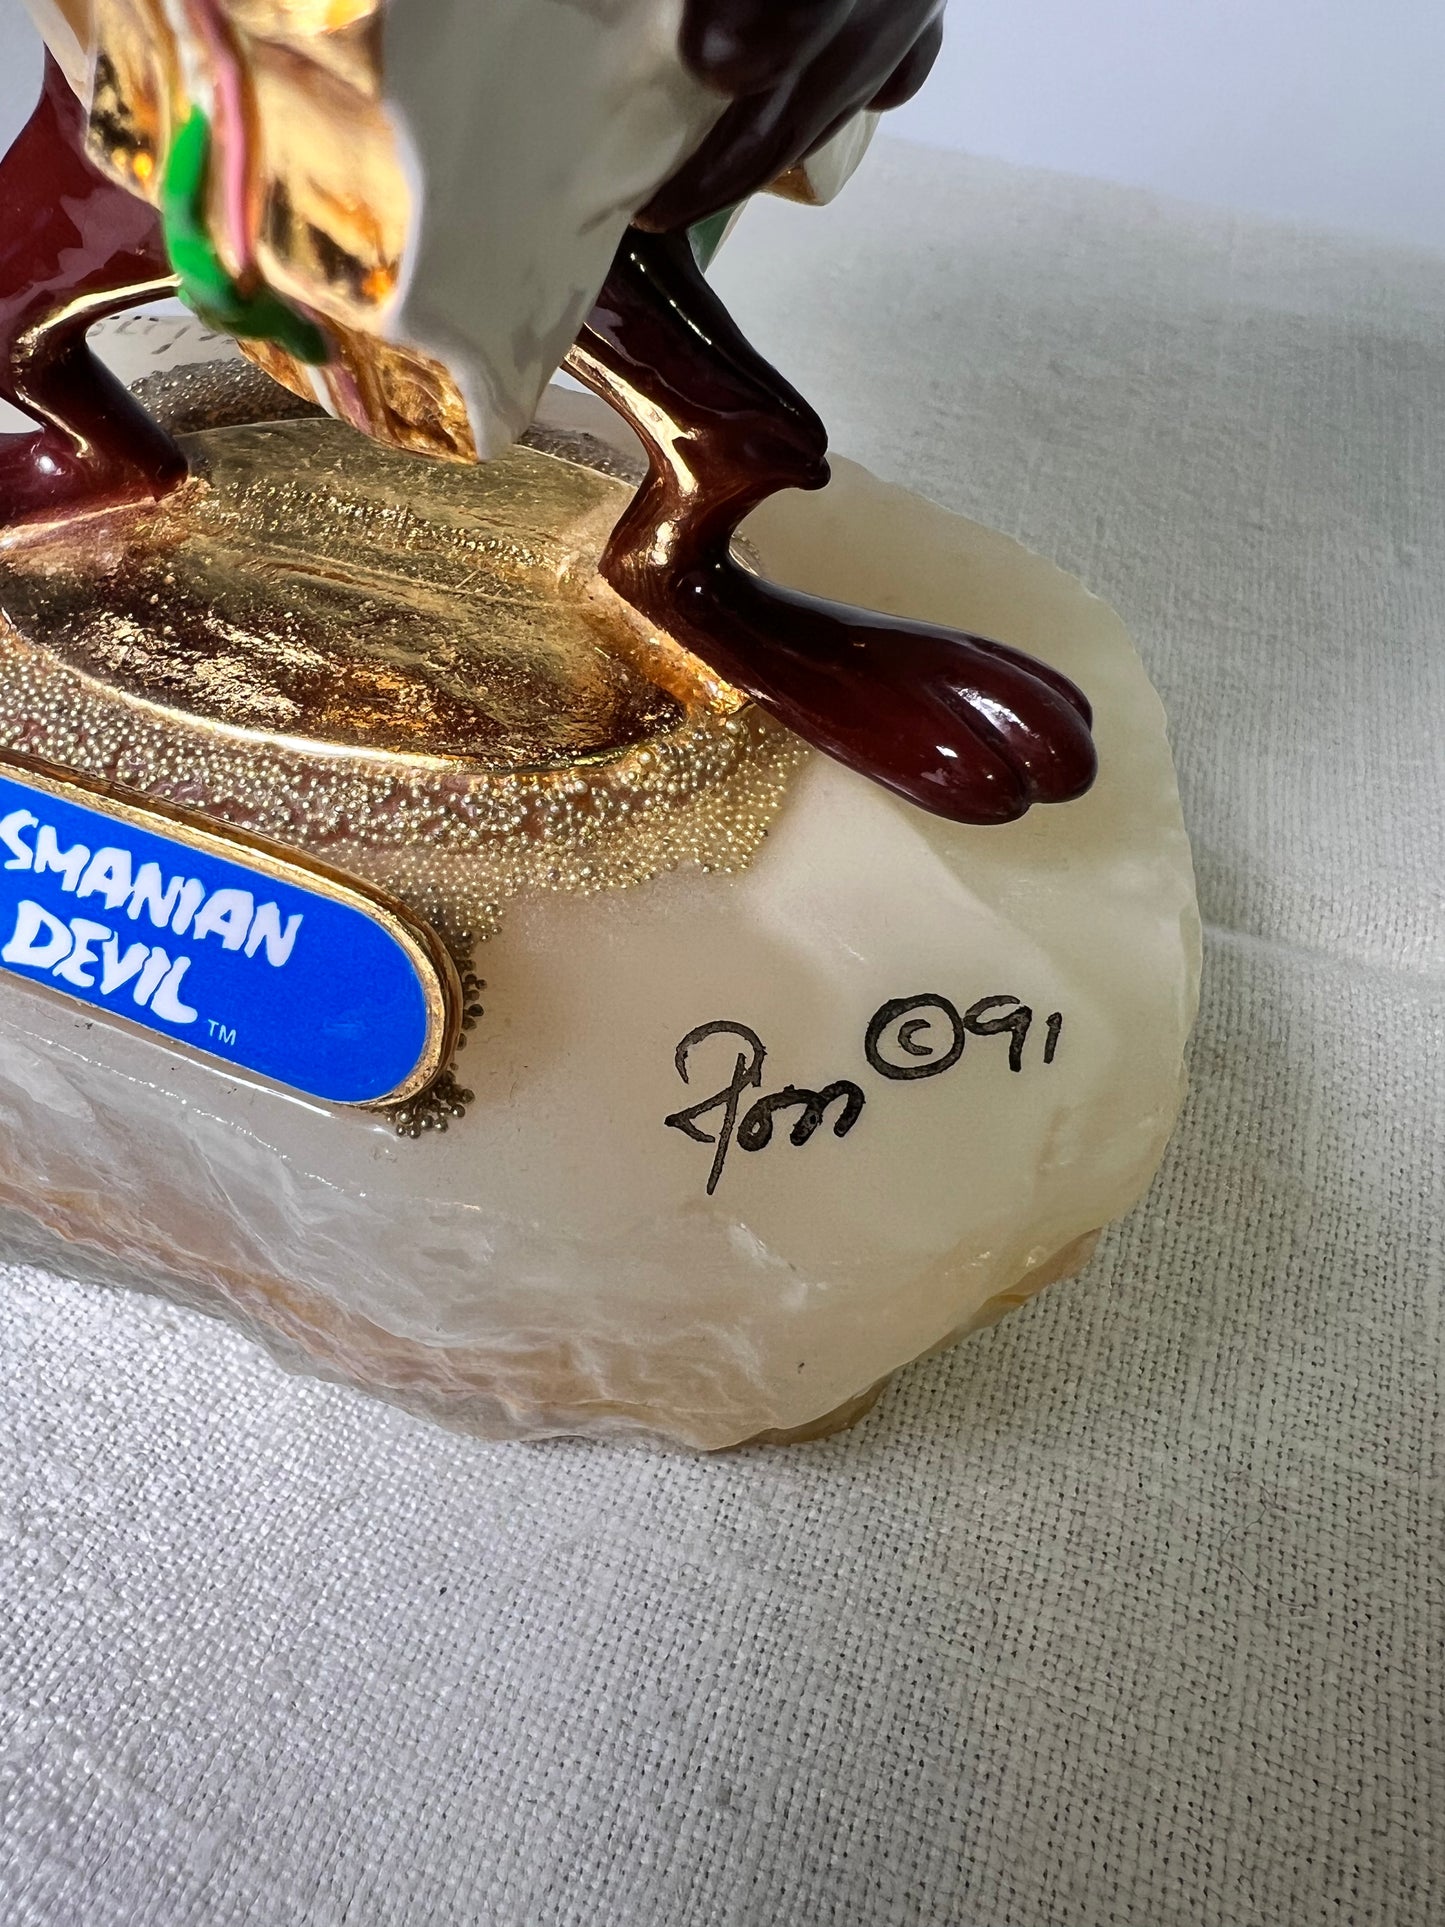 SMANIAN
DEVIL ™
Ron ©91